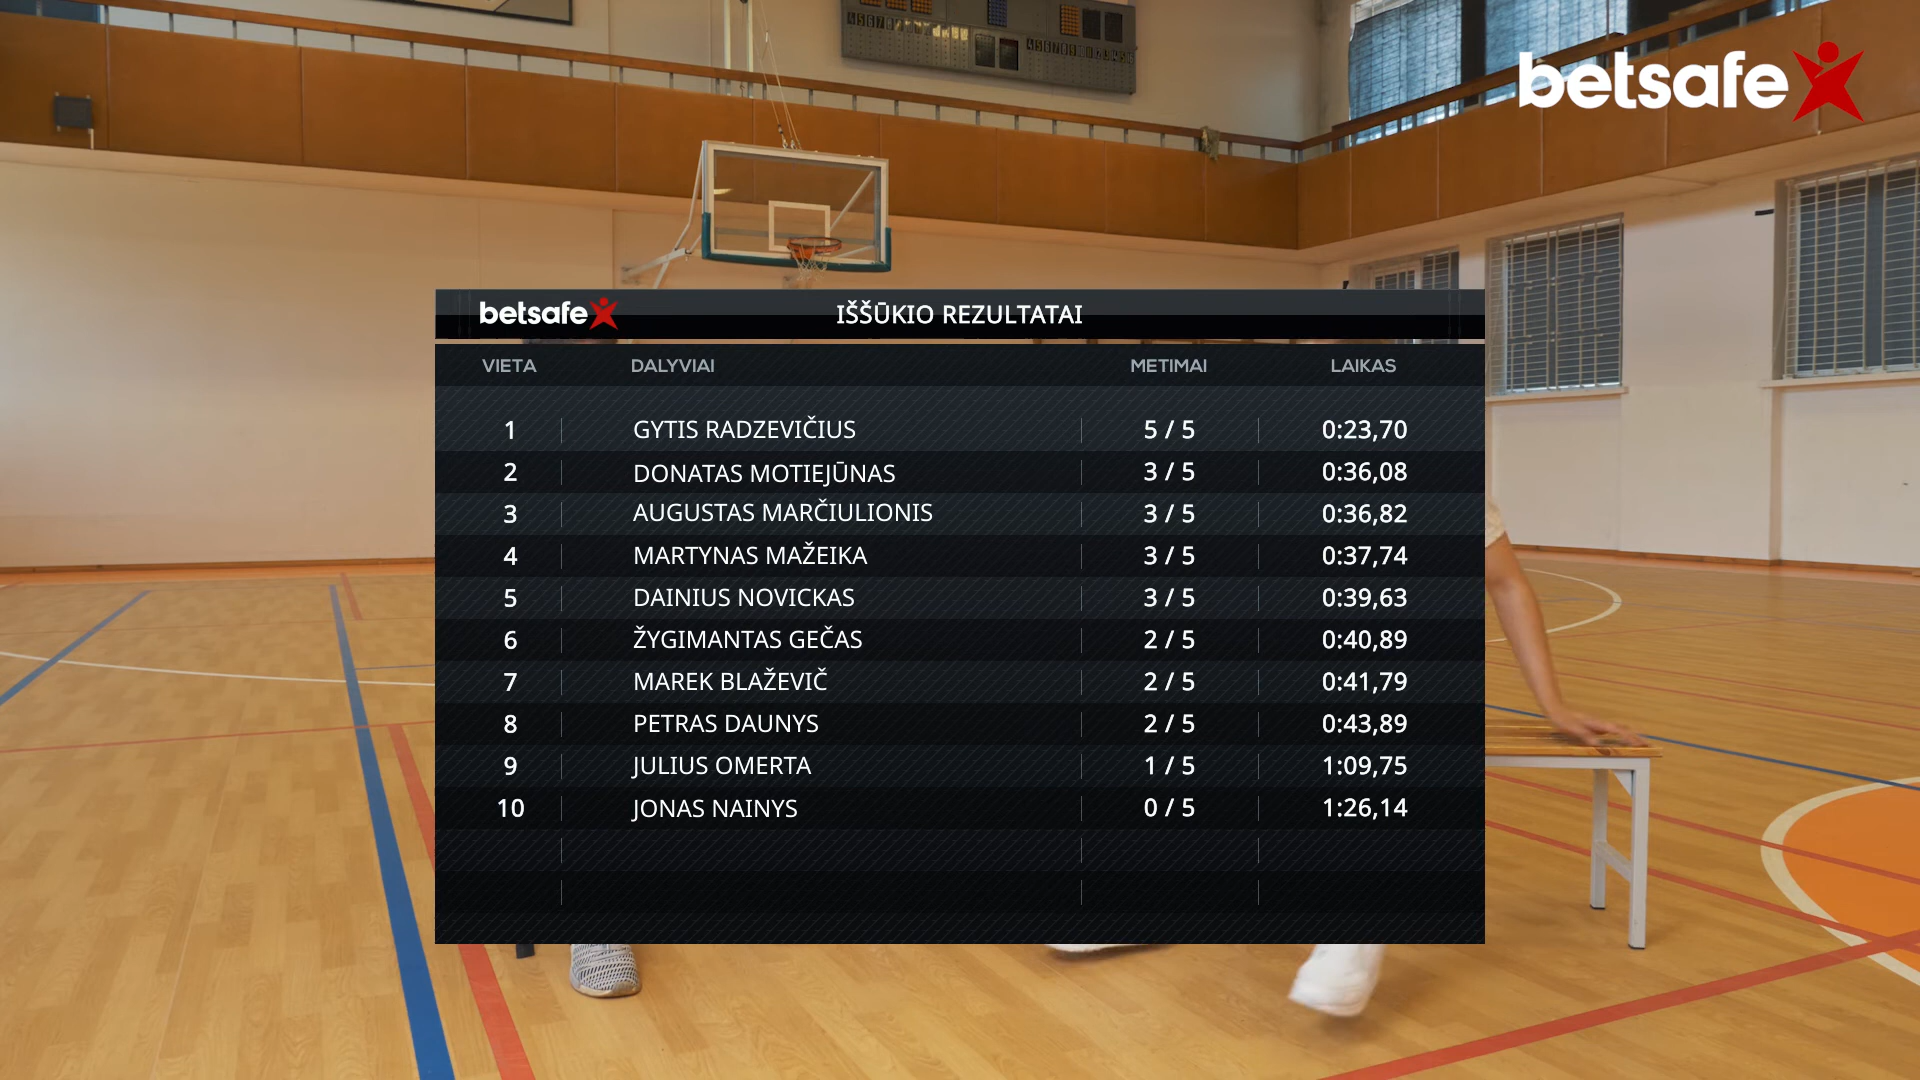 betsafe
betsafe IŠŠŪKIO REZULTATAI
VIETA DALYVIAI METIMAI LAIKAS
1 GYTIS RADZEVIČIUS 5 / 5 0:23,70
2 DONATAS MOTIEJŪNAS 3 / 5 0:36,08
3 AUGUSTAS MARČIULIONIS 3 / 5 0:36,82
4 MARTYNAS MAŽEIKA 3 / 5 0:37,74
5 DAINIUS NOVICKAS 3 / 5 0:39,63
6 ŽYGIMANTAS GEČAS 2 / 5 0:40,89
7 MAREK BLAŽEVIČ 2 / 5 0:41,79
8 PETRAS DAUNYS 2 / 5 0:43,89
9 JULIUS OMERTA 1 / 5 1:09,75
10 JONAS NAINYS 0 / 5 1:26,14